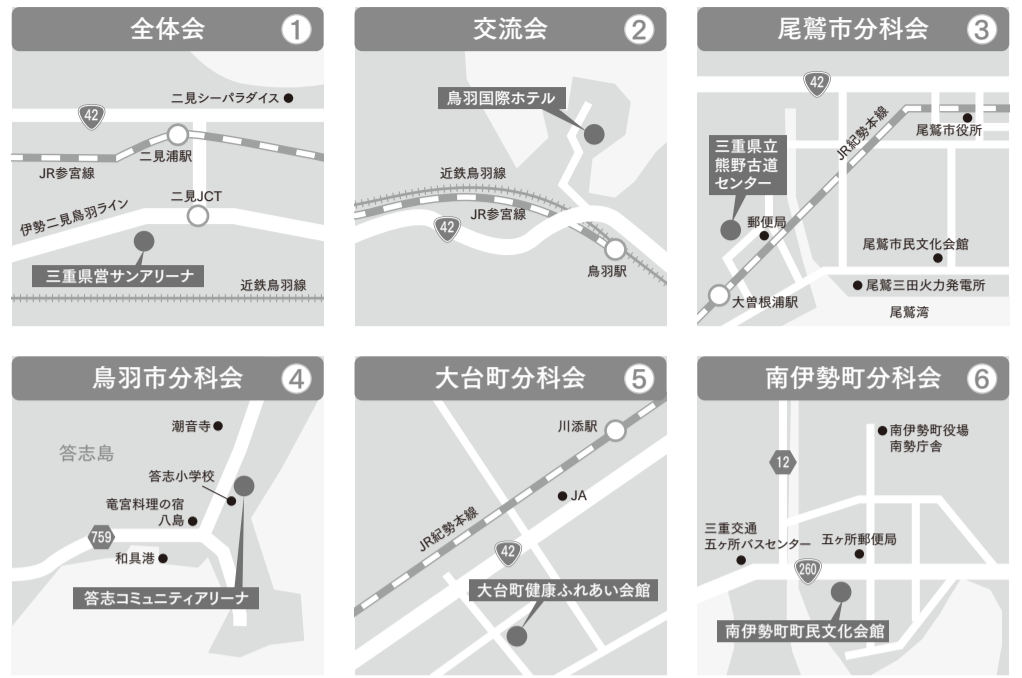 全体会 ①
二見シーパラダイス
42
二見浦駅
JR参宮線
二見JCT
伊勢二見鳥羽ライン
三重県営サンアリーナ
近鉄鳥羽線
交流会 ②
鳥羽国際ホテル
近鉄鳥羽線
JR参宮線
42
鳥羽駅
尾鷲市分科会 ③
42
JR紀勢本線
尾鷲市役所
三重県立
熊野古道
センター
郵便局
尾鷲市民文化会館
尾鷲三田火力発電所
大曽根浦駅
尾鷲湾
鳥羽市分科会 ④
潮音寺
答志島
答志小学校
竜宮料理の宿
八島
759
和具港
答志コミュニティアリーナ
大台町分科会 ⑤
川添駅
JA
JR紀勢本線
42
大台町健康ふれあい会館
南伊勢町分科会 ⑥
南伊勢町役場
南勢庁舎
12
三重交通
五ヶ所バスセンター
五ヶ所郵便局
260
南伊勢町町民文化会館